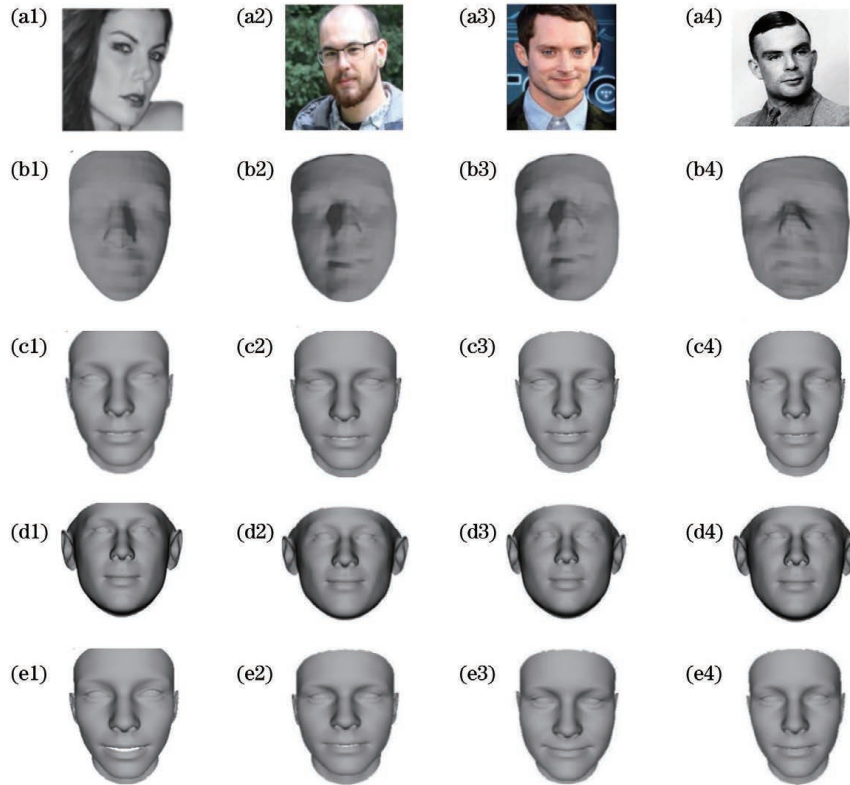 (a1) (a2) (a3) (a4)
(b1) (b2) (b3) (b4)
(c1) (c2) (c3) (c4)
(d1) (d2) (d3) (d4)
(e1) (e2) (e3) (e4)